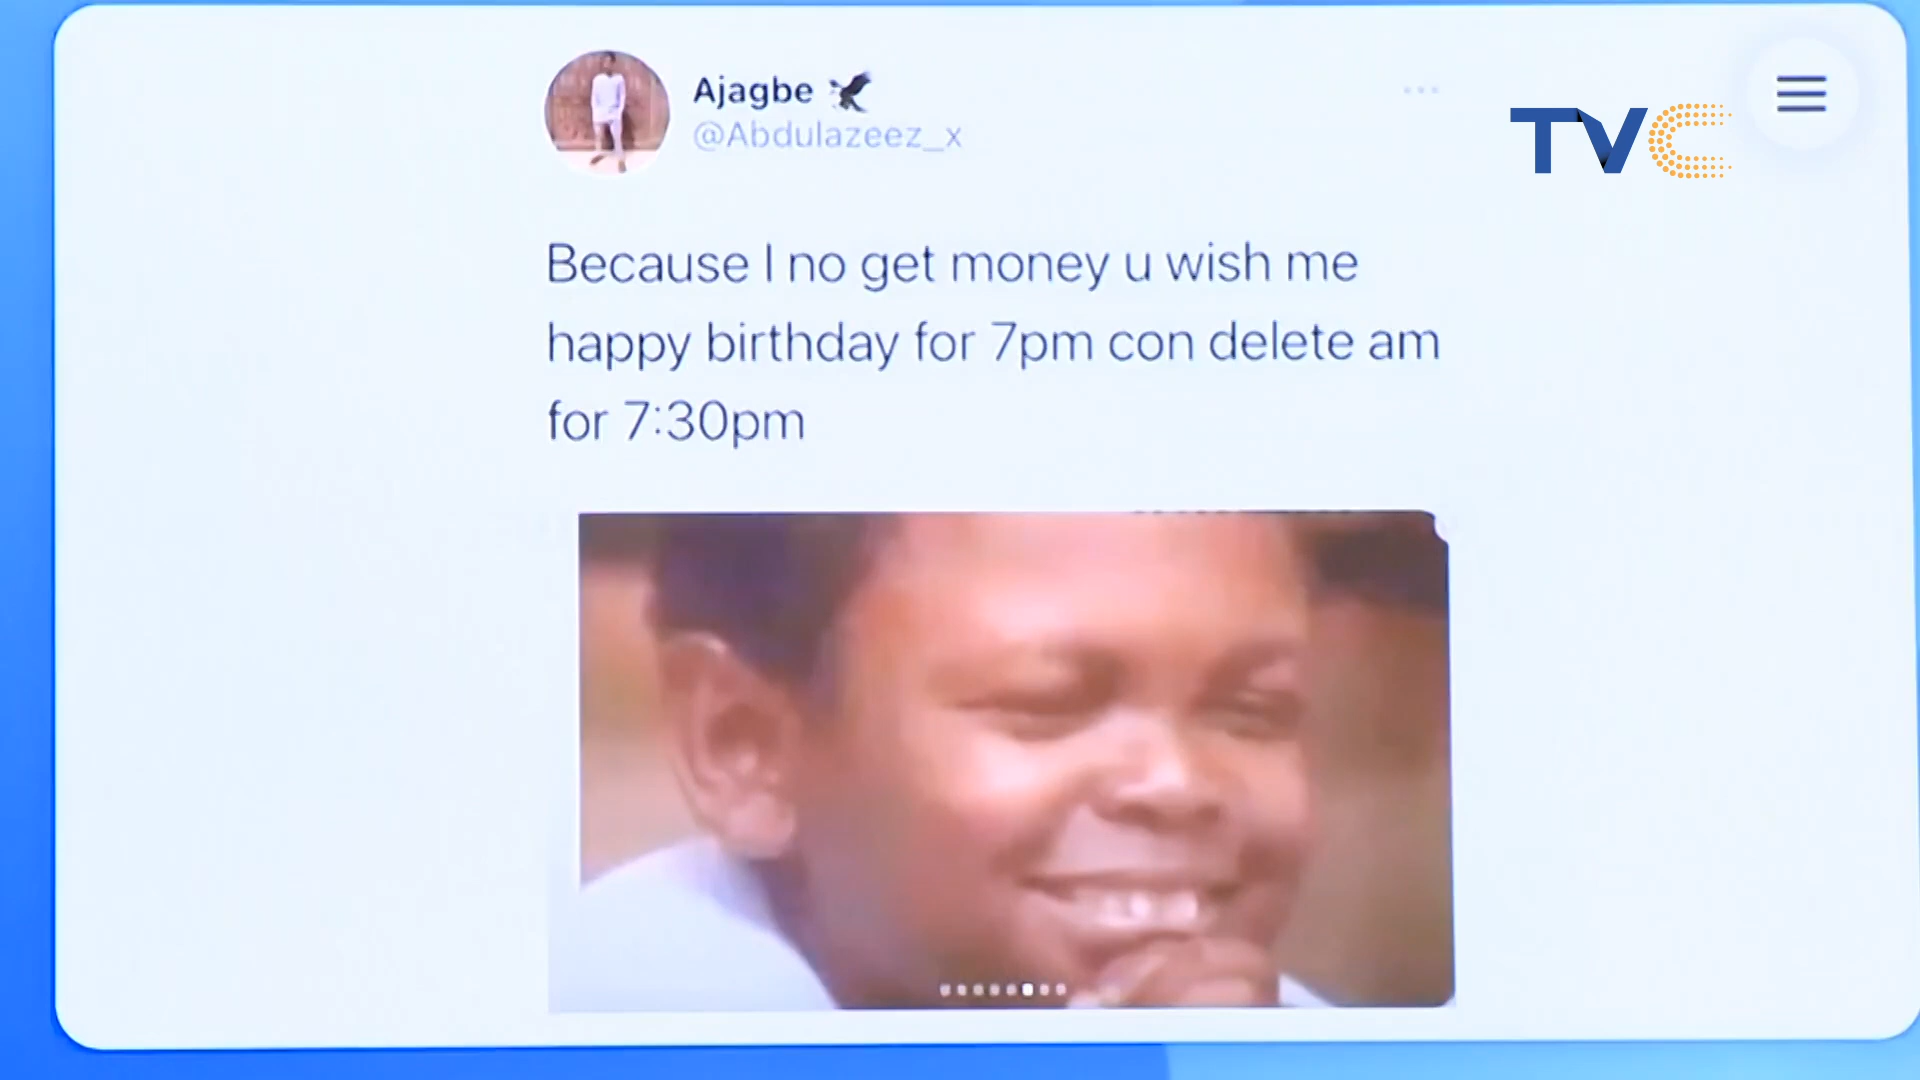 Ajagbe
@Abdulazeez_x
TVC
Because I no get money u wish me
happy birthday for 7pm con delete am
for 7:30pm